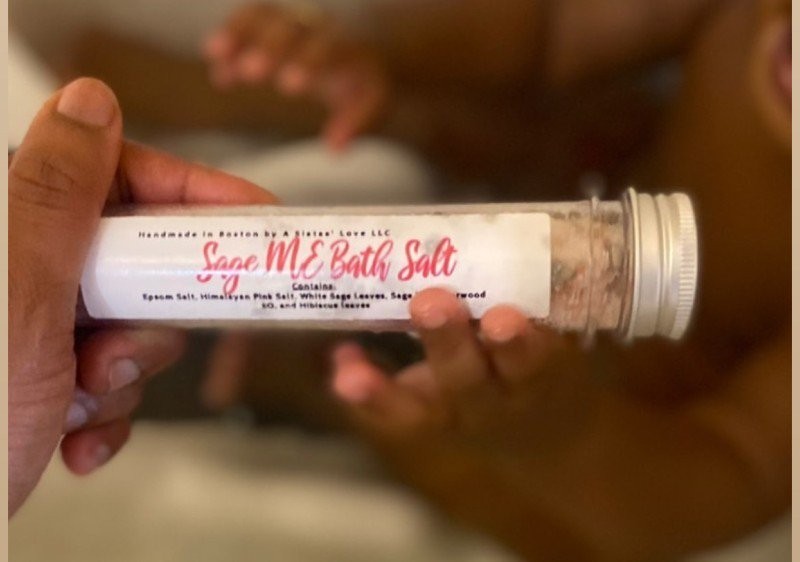 Handmade in Boston by A Sistas' Love LLC
Sage ME Bath Salt
Contains:
Epsom Salt, Himalayan Pink Salt, White Sage Leaves, Sage
EO, and Hibiscus leaves